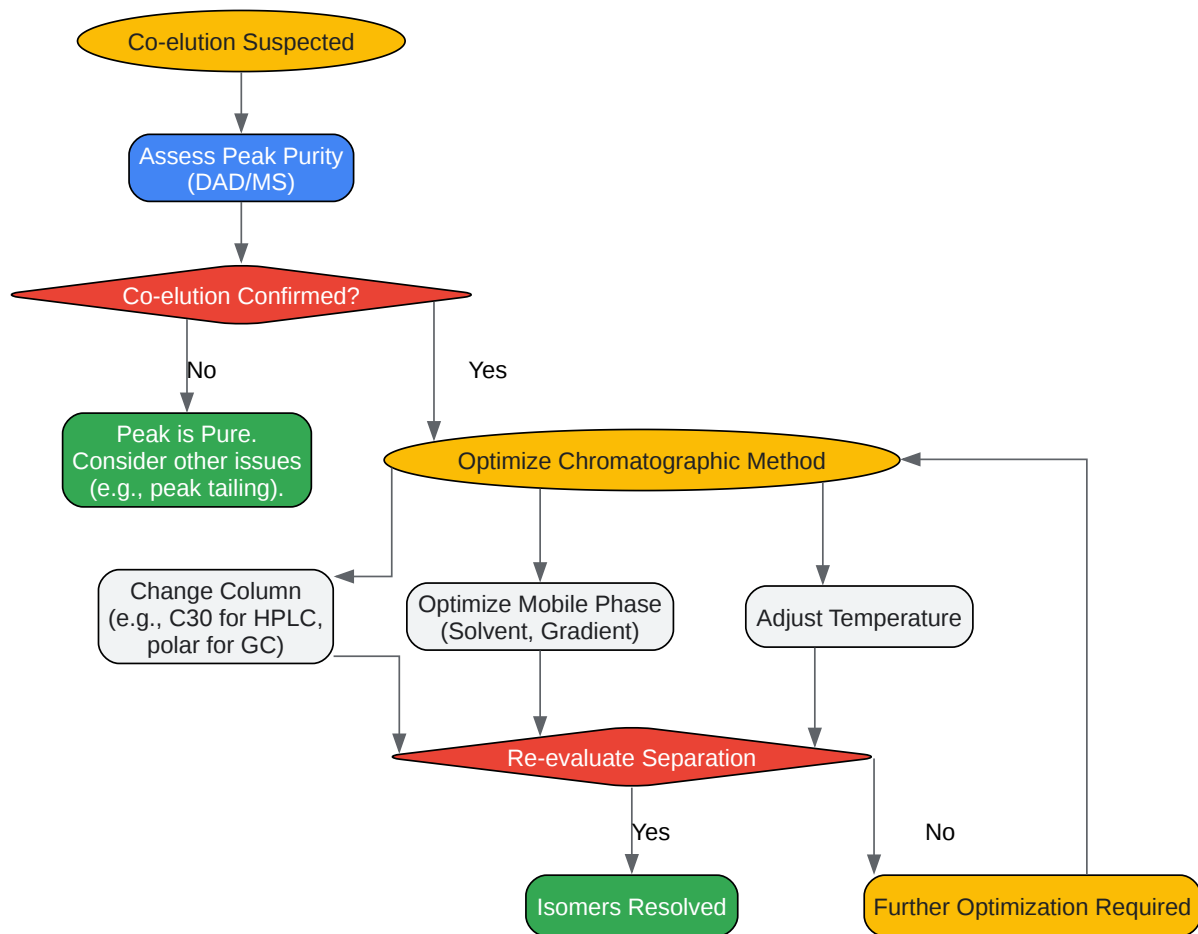 Co-elution Suspected
Assess Peak Purity
(DAD/MS)
Co-elution Confirmed?
No
Yes
Peak is Pure.
Consider other issues
(e.g., peak tailing).
Optimize Chromatographic Method
Change Column
(e.g., C30 for HPLC,
polar for GC)
Optimize Mobile Phase
(Solvent, Gradient)
Adjust Temperature
Re-evaluate Separation
Yes
No
Isomers Resolved
Further Optimization Required